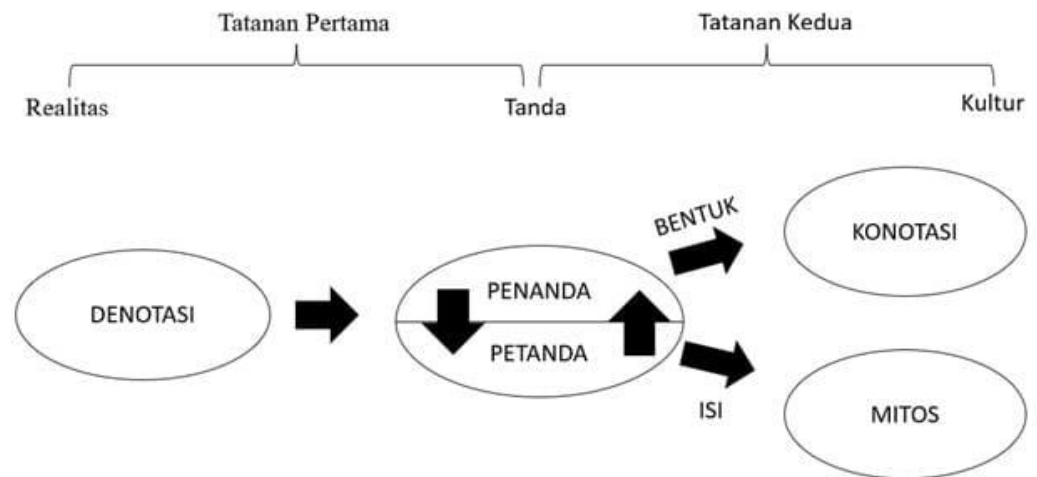 Tatanan Pertama
Tatanan Kedua
Realitas
Tanda
Kultur
DENOTASI
PENANDA
PETANDA
BENTUK
ISI
KONOTASI
MITOS